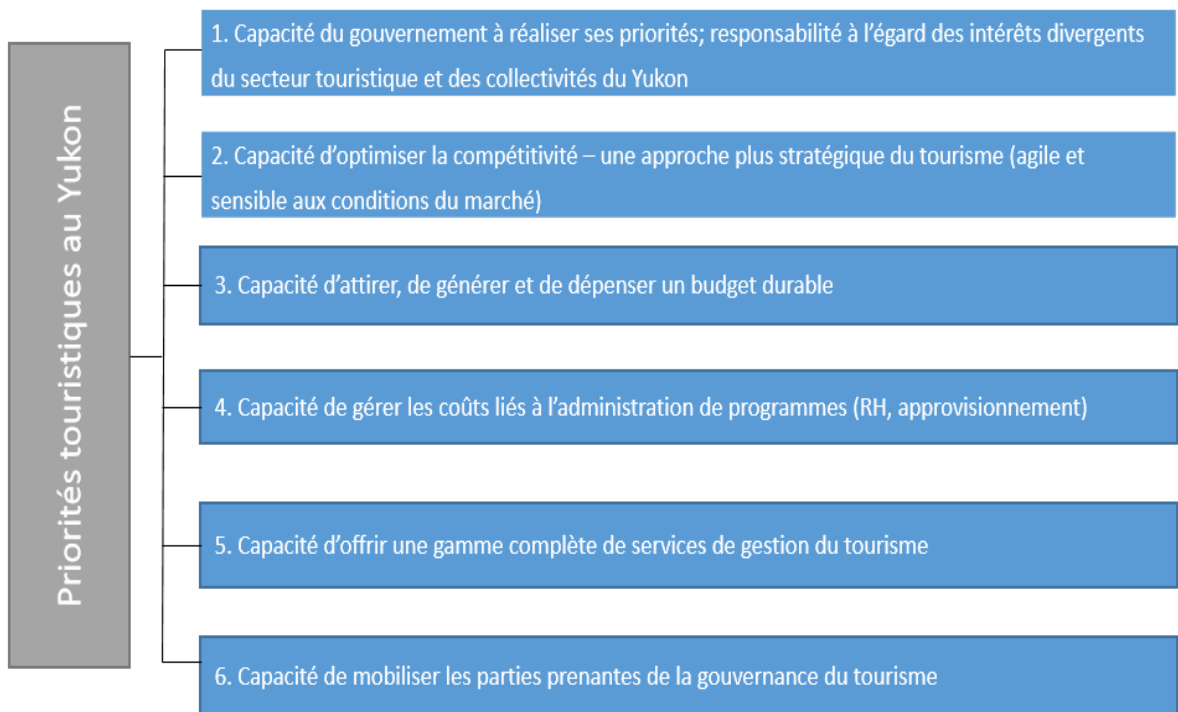 Priorités touristiques au Yukon
1. Capacité du gouvernement à réaliser ses priorités; responsabilité à l’égard des intérêts divergents
du secteur touristique et des collectivités du Yukon
2. Capacité d’optimiser la compétitivité – une approche plus stratégique du tourisme (agile et
sensible aux conditions du marché)
3. Capacité d’attirer, de générer et de dépenser un budget durable
4. Capacité de gérer les coûts liés à l’administration de programmes (RH, approvisionnement)
5. Capacité d’offrir une gamme complète de services de gestion du tourisme
6. Capacité de mobiliser les parties prenantes de la gouvernance du tourisme